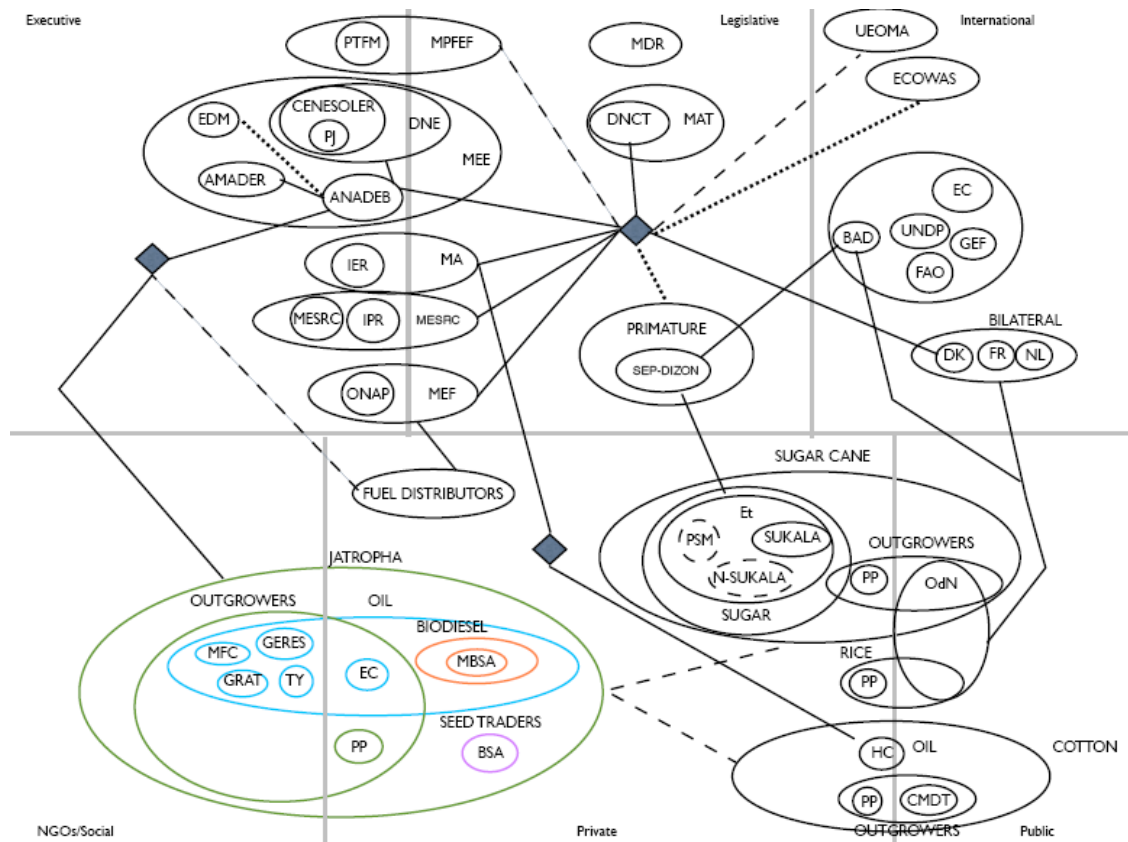 Executive
Legislative
International
PTFM
MPFEF
MDR
UEOMA
ECOWAS
CENESOLER
EDM
PJ
DNE
MEE
DNCT
MAT
AMADER
ANADEB
EC
UNDP
GEF
BAD
FAO
IER
MA
MESRC
IPR
MESRC
PRIMATURE
SEP-DIZON
BILATERAL
DK
FR
NL
ONAP
MEF
SUGAR CANE
FUEL DISTRIBUTORS
Et
PSM
SUKALA
N-SUKALA
SUGAR
OUTGROWERS
PP
OdN
JATROPHA
OUTGROWERS
OIL
BIODIESEL
MFC
GERES
GRAT
TY
EC
MBSA
RICE
PP
SEED TRADERS
PP
BSA
HC
OIL
COTTON
PP
CMDT
OUTGROWERS
NGOs/Social
Private
Public